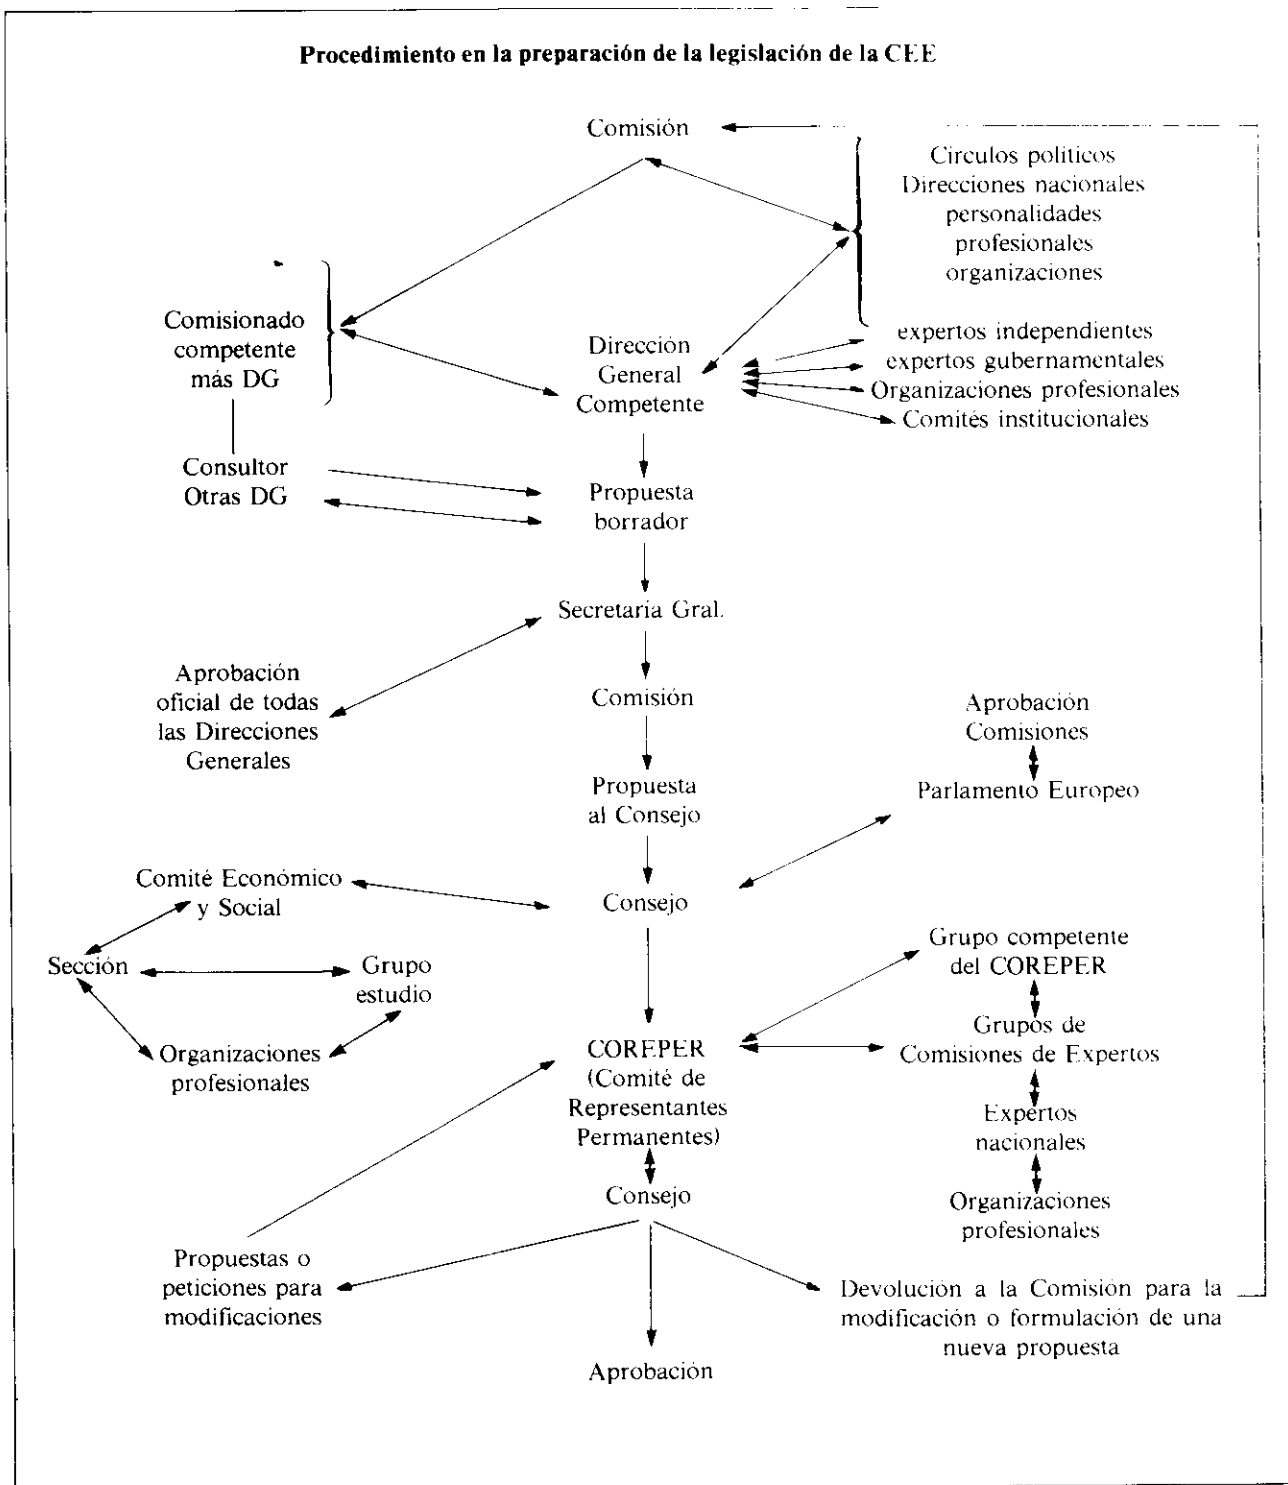 Procedimiento en la preparación de la legislación de la CEE
Comisión
Circulos politicos
Direcciones nacionales
personalidades
profesionales
organizaciones
Comisionado
competente
más DG
Dirección
General
Competente
expertos independientes
expertos gubernamentales
Organizaciones profesionales
Comités institucionales
Consultor
Otras DG
Propuesta
borrador
Secretaria Gral.
Aprobación
oficial de todas
las Direcciones
Generales
Comisión
Aprobación
Comisiones
Propuesta
al Consejo
Parlamento Europeo
Comité Económico
y Social
Consejo
Sección
Grupo
estudio
Organizaciones
profesionales
Grupo competente
del COREPER
Grupos de
Comisiones de Expertos
COREPER
(Comité de
Representantes
Permanentes)
Expertos
nacionales
Consejo
Organizaciones
profesionales
Propuestas o
peticiones para
modificaciones
Devolución a la Comisión para la
modificación o formulación de una
nueva propuesta
Aprobación